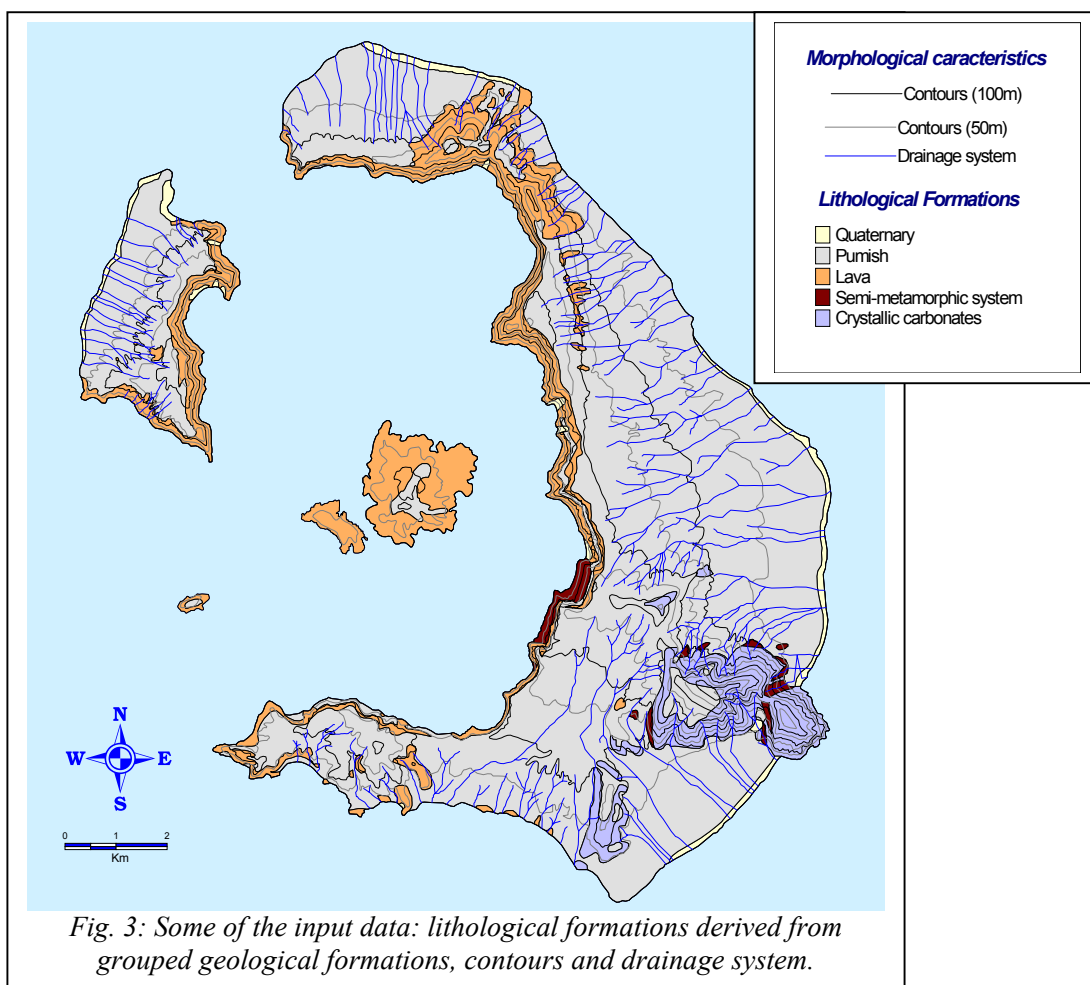 Morphological caracteristics
Contours (100m)
Contours (50m)
Drainage system
Lithological Formations
Quaternary
Pumish
Lava
Semi-metamorphic system
Crystallic carbonates
N
W E
S
0 1 2
Km
Fig. 3: Some of the input data: lithological formations derived from
grouped geological formations, contours and drainage system.